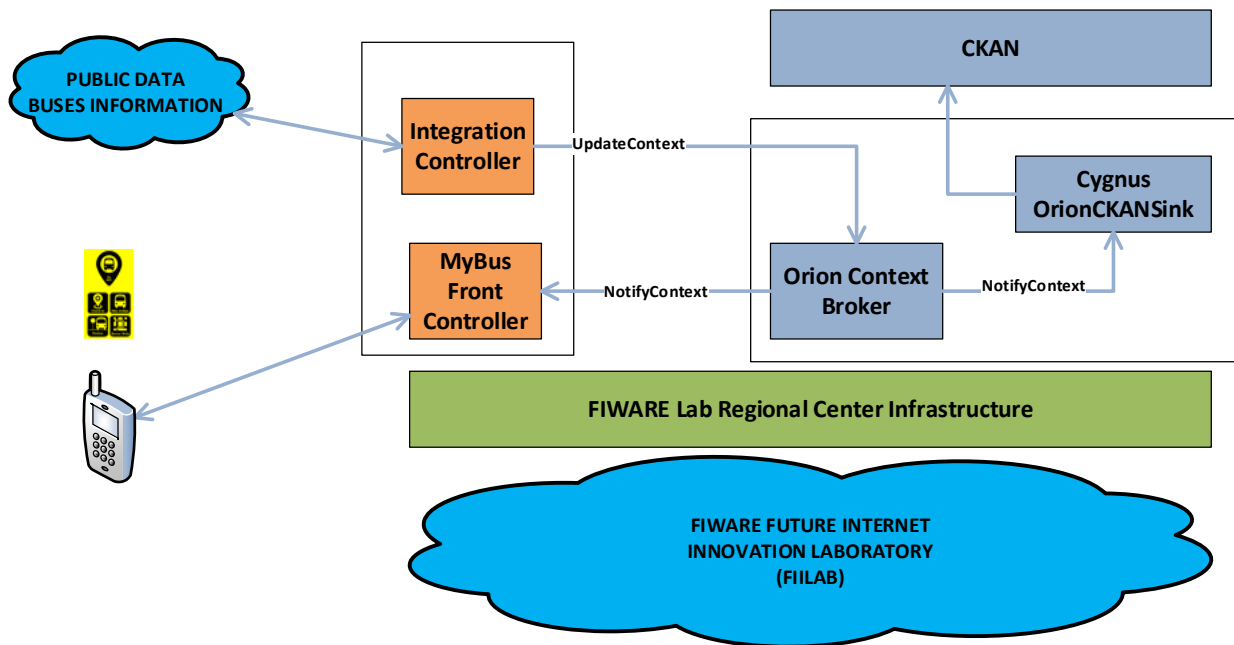 PUBLIC DATA
BUSES INFORMATION
Integration
Controller
UpdateContext
CKAN
Cygnus
OrionCKANSink
MyBus
Front
Controller
NotifyContext
Orion Context
Broker
NotifyContext
FIWARE Lab Regional Center Infrastructure
FIWARE FUTURE INTERNET
INNOVATION LABORATORY
(FIILAB)